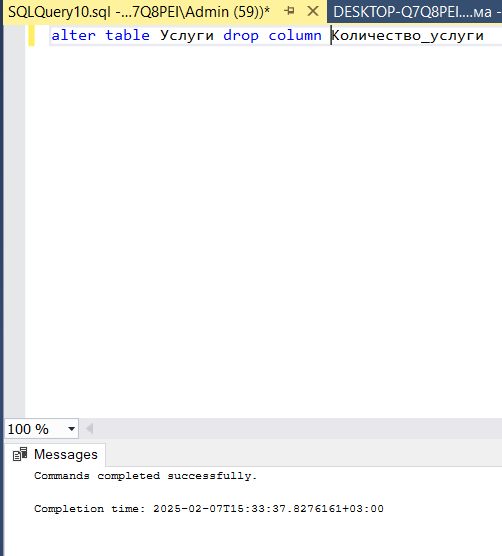 SQLQuery10.sql -...7Q8PEI\Admin (59))* DESKTOP-Q7Q8PEI....ма -
alter table Услуги drop column Количество_услуги
100 %
Messages
Commands completed successfully.
Completion time: 2025-02-07T15:33:37.8276161+03:00